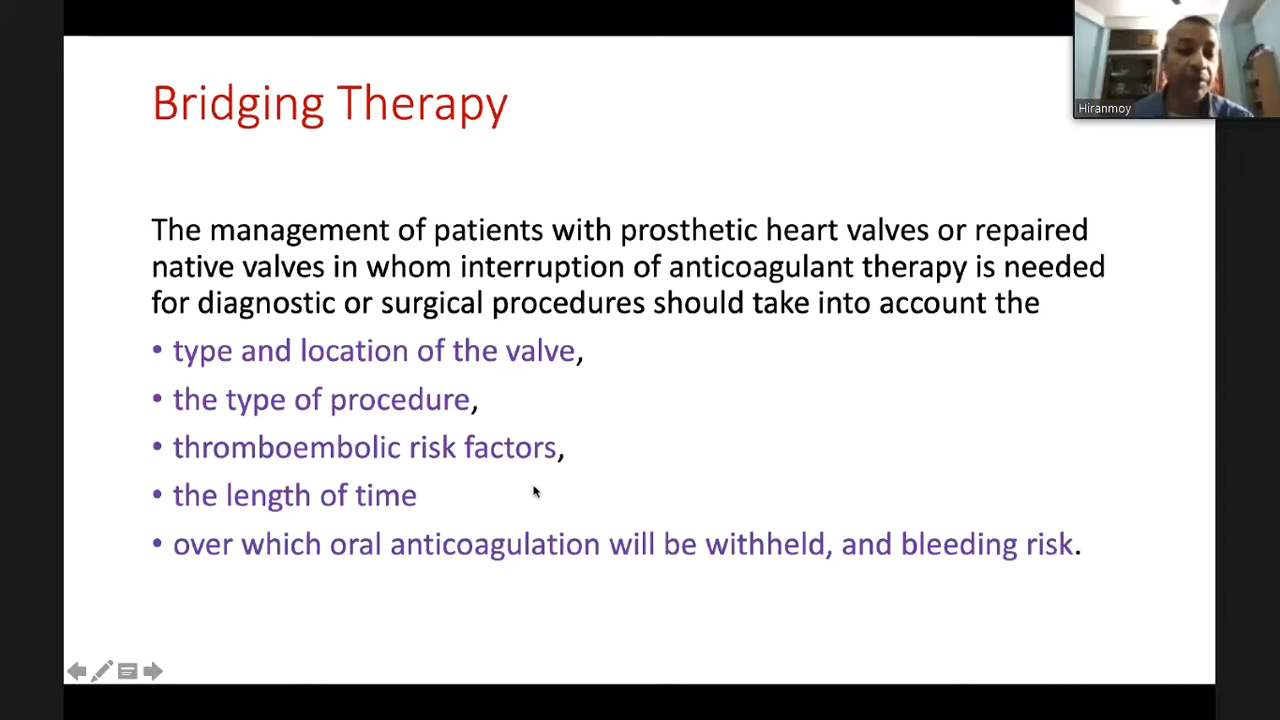 Bridging Therapy
Hiranmoy
The management of patients with prosthetic heart valves or repaired
native valves in whom interruption of anticoagulant therapy is needed
for diagnostic or surgical procedures should take into account the
• type and location of the valve,
• the type of procedure,
• thromboembolic risk factors,
• the length of time
• over which oral anticoagulation will be withheld, and bleeding risk.